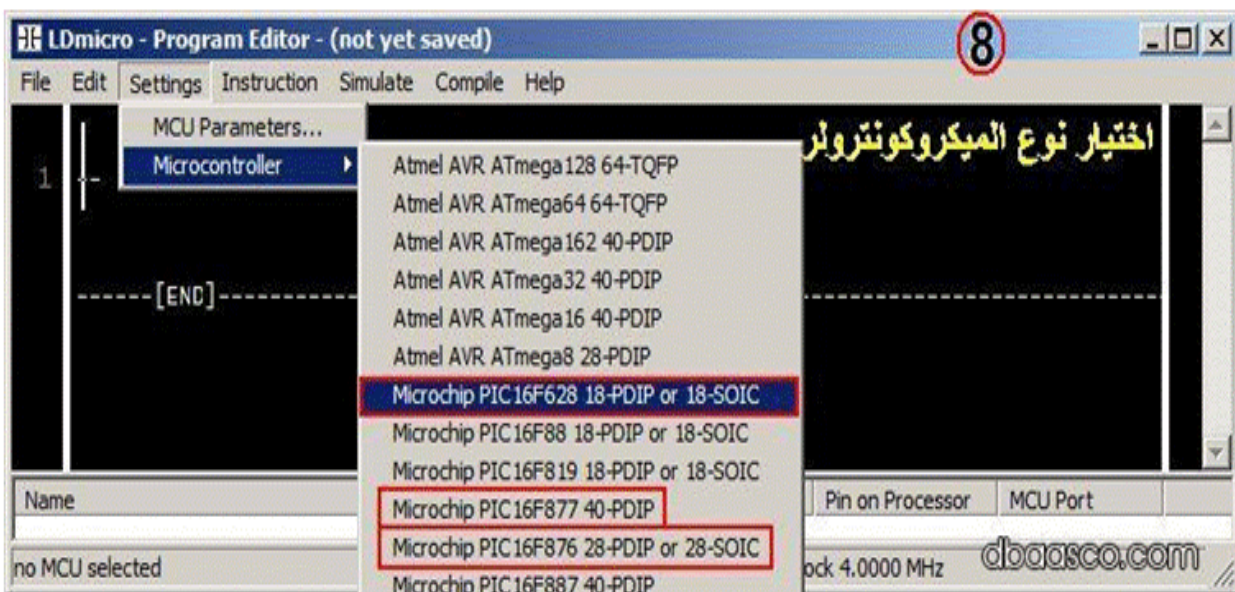 LDmicro - Program Editor - (not yet saved)
8
File Edit Settings Instruction Simulate Compile Help
اختيار نوع الميكروكونترولر
MCU Parameters...
Microcontroller
1
Atmel AVR ATmega128 64-TQFP
Atmel AVR ATmega64 64-TQFP
Atmel AVR ATmega162 40-PDIP
Atmel AVR ATmega32 40-PDIP
------[END]------
Atmel AVR ATmega16 40-PDIP
Atmel AVR ATmega8 28-PDIP
Microchip PIC16F628 18-PDIP or 18-SOIC
Microchip PIC16F88 18-PDIP or 18-SOIC
Microchip PIC16F819 18-PDIP or 18-SOIC
Microchip PIC16F877 40-PDIP
Microchip PIC16F876 28-PDIP or 28-SOIC
Microchip PIC16F887 40-PDIP
Name Pin on Processor MCU Port
no MCU selected 4.0000 MHz
dbaasco.com